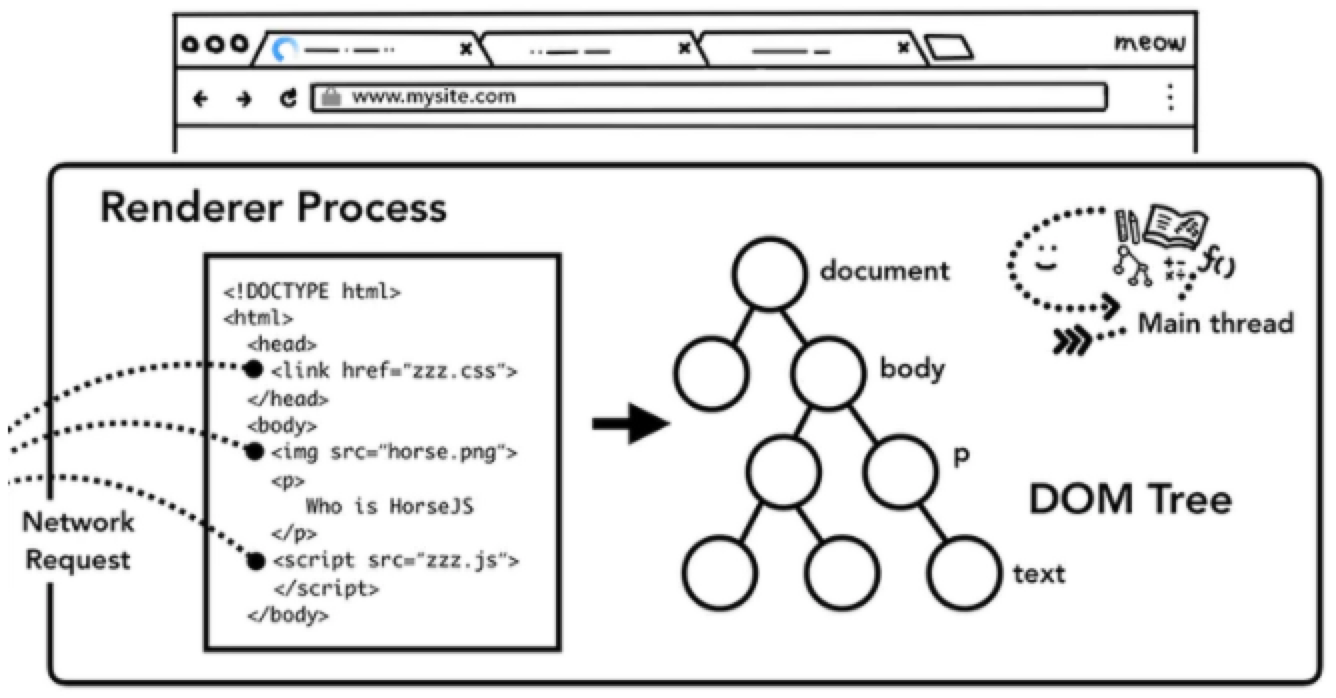 meow
www.mysite.com
Renderer Process
<!DOCTYPE html>
<html>
<head>
<link href="zzz.css">
</head>
<body>
<img src="horse.png">
<p>
Who is HorseJS
</p>
<script src="zzz.js">
</script>
</body>
Network
Request
document
body
p
text
DOM Tree
f()
Main thread